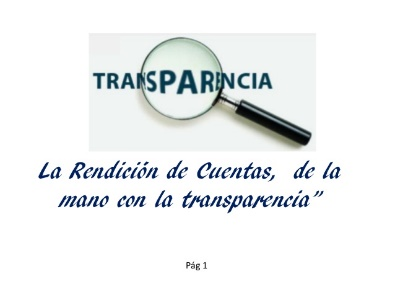 TRANSPARENCIA
La Rendición de Cuentas, de la
mano con la transparencia”
Pág 1